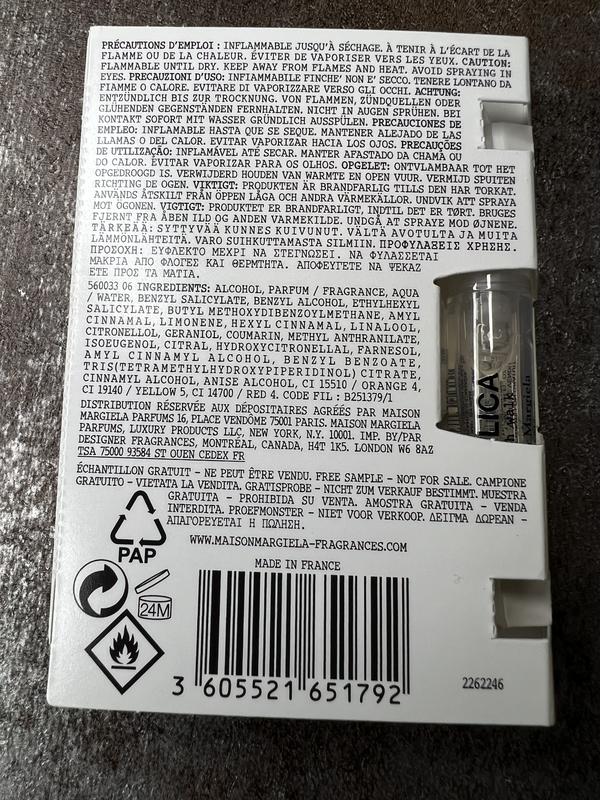 PRÉCAUTIONS D'EMPLOI : INFLAMMABLE JUSQU'À SÉCHAGE. À TENIR À L'ÉCART DE LA
FLAMME OU DE LA CHALEUR. ÉVITER DE VAPORISER VERS LES YEUX. CAUTION:
FLAMMABLE UNTIL DRY. KEEP AWAY FROM FLAMES AND HEAT. AVOID SPRAYING IN
EYES. PRECAUZIONI D'USO: INFIAMMABILE FINCHE' NON E' SECCO. TENERE LONTANO DA
FIAMME O CALORE. EVITARE DI VAPORIZZARE VERSO GLI OCCHI. ACHTUNG:
ENTZÜNDLICH BIS ZUR TROCKNUNG. VON FLAMMEN, ZÜNDQUELLEN ODER
GLÜHENDEN GEGENSTÄNDEN FERNHALTEN. NICHT IN AUGEN SPRÜHEN. BEI
KONTAKT SOFORT MIT WASSER GRÜNDLICH AUSSPÜLEN. PRECAUCIONES DE
EMPLEO: INFLAMABLE HASTA QUE SE SEQUE. MANTENER ALEJADO DE LAS
LLAMAS O DEL CALOR. EVITAR VAPORIZAR HACIA LOS OJOS. PRECAUÇÕES
DE UTILIZAÇÃO: INFLAMÁVEL ATÉ SECAR. MANTER AFASTADO DA CHAMA OU
DO CALOR. EVITAR VAPORIZAR PARA OS OLHOS. OPGELET: ONTVLAMBAAR TOT HET
OPGEDROOGD IS. VERWIJDERD HOUDEN VAN WARMTE EN OPEN VUUR. VERMIJD SPUITEN
RICHTING DE OGEN. VIKTIGT: PRODUKTEN ÄR BRANDFARLIG TILLS DEN HAR TORKAT.
ANVÄNDS ÅTSKILT FRÅN ÖPPEN LÅGA OCH ANDRA VÄRMEKÄLLOR. UNDVIK ATT SPRAYA
MOT ÖGONEN. VIGTIGT: PRODUKTET ER BRANDFARLIGT, INDTIL DET ER TØRT. BRUGES
FJERNT FRA ÅBEN ILD OG ANDEN VARMEKILDE. UNDGÅ AT SPRAYE MOD ØJNENE.
TÄRKEÄÄ: SYTTYVÄÄ KUNNES KUIVUNUT. VÄLTÄ AVOTULTA JA MUITA
LÄMMÖNLÄHTEITÄ. VARO SUIHKUTTAMASTA SILMIIN. ΠΡΟΦΥΛΑΞΕΙΣ ΧΡΗΣΗΣ.
ΠΡΟΣΟΧΗ: ΕΥΦΛΕΚΤΟ ΜΕΧΡΙ ΝΑ ΣΤΕΓΝΩΣΕΙ. ΝΑ ΦΥΛΑΣΣΕΤΑΙ
ΜΑΚΡΙΑ ΑΠΟ ΦΛΟΓΕΣ ΚΑΙ ΘΕΡΜΤΗΤΑ. ΑΠΟΦΕΥΓΕΤΕ ΝΑ ΨΕΚΑΖ
ΕΤΕ ΠΡΟΣ ΤΑ ΜΑΤΙΑ.
560033 06 INGREDIENTS: ALCOHOL, PARFUM / FRAGRANCE, AQUA
/ WATER, BENZYL SALICYLATE, BENZYL ALCOHOL, ETHYLHEXYL
SALICYLATE, BUTYL METHOXYDIBENZOYLMETHANE, AMYL
CINNAMAL, LIMONENE, HEXYL CINNAMAL, LINALOOL,
CITRONELLOL, GERANIOL, COUMARIN, METHYL ANTHRANILATE,
ISOEUGENOL, CITRAL, HYDROXYCITRONELLAL, FARNESOL,
AMYL CINNAMYL ALCOHOL, BENZYL BENZOATE,
TRIS(TETRAMETHYLHYDROXYPIPERIDINOL) CITRATE,
CINNAMYL ALCOHOL, ANISE ALCOHOL, CI 15510 / ORANGE 4,
CI 19140 / YELLOW 5, CI 14700 / RED 4. CODE FIL : B251379/1
DISTRIBUTION RÉSERVÉE AUX DÉPOSITAIRES AGRÉÉS PAR MAISON
MARGIELA PARFUMS 16, PLACE VENDÔME 75001 PARIS. MAISON MARGIELA
PARFUMS, LUXURY PRODUCTS LLC, NEW YORK, N.Y. 10001. IMP. BY/PAR
DESIGNER FRAGRANCES, MONTRÉAL, CANADA, H4T 1K5. LONDON W6 8AZ
TSA 75000 93584 ST OUEN CEDEX FR
ÉCHANTILLON GRATUIT - NE PEUT ÊTRE VENDU. FREE SAMPLE - NOT FOR SALE. CAMPIONE
GRATUITO - VIETATA LA VENDITA. GRATISPROBE - NICHT ZUM VERKAUF BESTIMMT. MUESTRA
GRATUITA - PROHIBIDA SU VENTA. AMOSTRA GRATUITA - VENDA
INTERDITA. PROEFMONSTER - NIET VOOR VERKOOP. ΔΕΙΓΜΑ ΔΩΡΕΑΝ -
ΑΠΑΓΟΡΕΥΕΤΑΙ Η ΠΩΛΗΣΗ.
WWW.MAISONMARGIELA-FRAGRANCES.COM
MADE IN FRANCE
PAP
24M
3 605521 651792
2262246
LICA
walk
Margiela